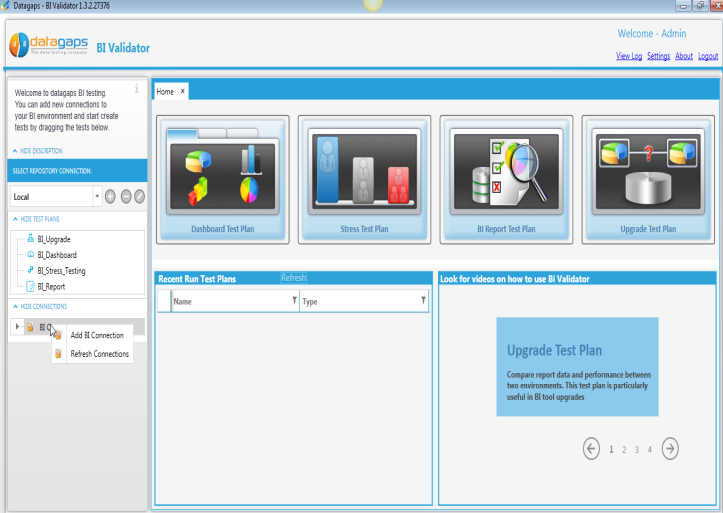 Datagaps - BI Validator 1.3.2.27376
datagaps
The data testing company
BI Validator
Welcome - Admin
View Log Settings About Logout
Welcome to datagaps BI testing.
You can add new connections to
your BI environment and start create
tests by dragging the tests below.
HIDE DESCRIPTION
SELECT REPOSITORY CONNECTION:
Local
HIDE TEST PLANS
BI_Upgrade
BI_Dashboard
BI_Stress_Testing
BI_Report
HIDE CONNECTIONS
BI C
Add BI Connection
Refresh Connections
Home x
Dashboard Test Plan
Stress Test Plan
BI Report Test Plan
Upgrade Test Plan
Recent Run Test Plans Refresh
Name Type
Look for videos on how to use Bi Validator
Upgrade Test Plan
Compare report data and performance between
two environments. This test plan is particularly
useful in BI tool upgrades
1 2 3 4